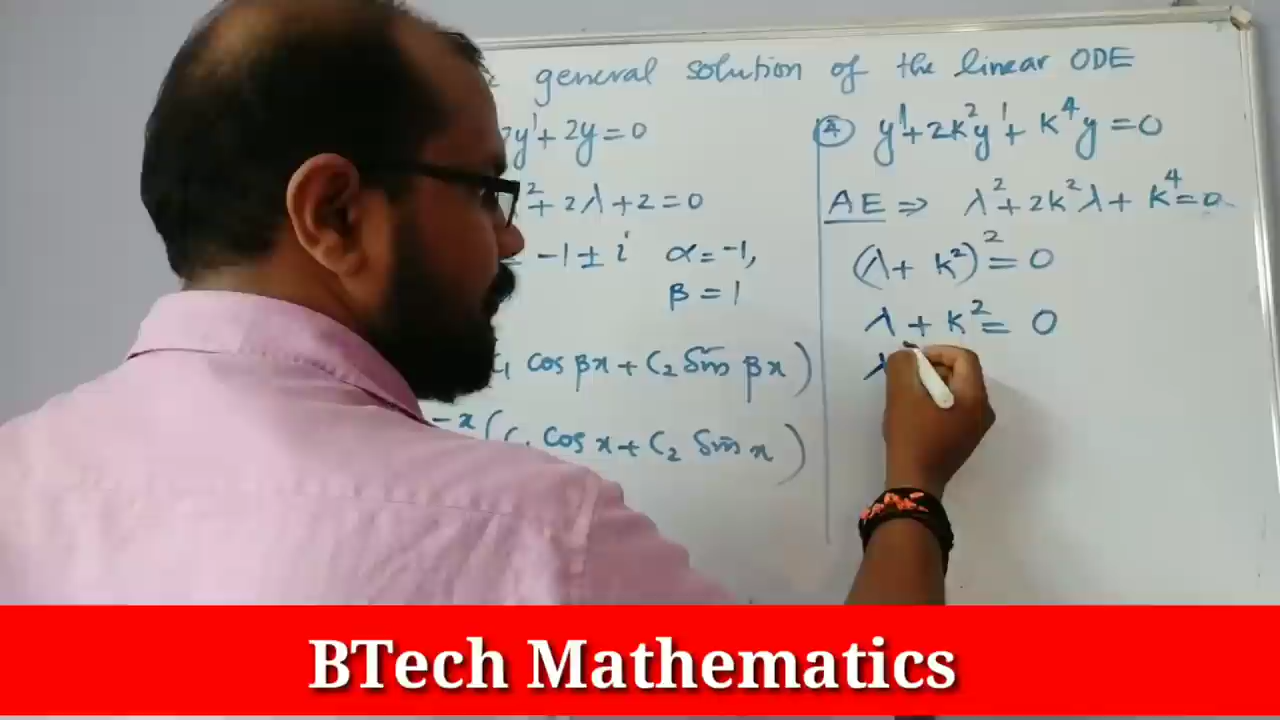 general solution of the linear ODE
y'+2y=0
④ y'+2k²y'+k⁴y=0
²+2λ+2=0
AE ⇒ λ²+2k²λ+k⁴=0
-1±i α=-1,
β=1
(λ+k²)²=0
λ+k²=0
C₁ cos βx+C₂ Sin βx)
λ
-x(C₁ cos x+C₂ Sin x)
BTech Mathematics